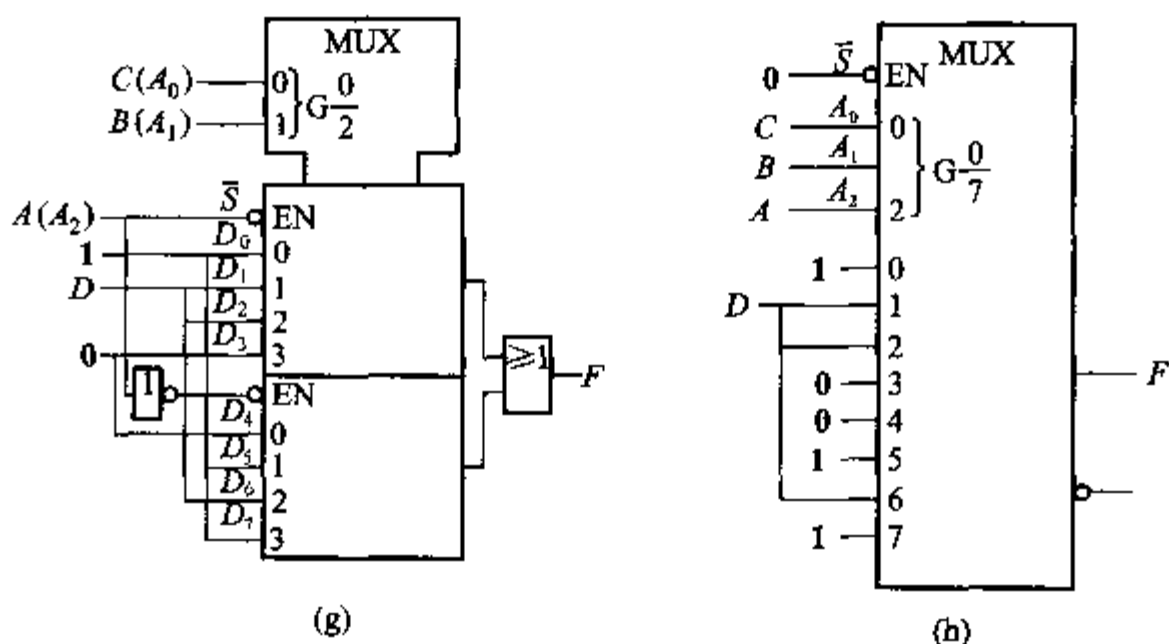 MUX
C(A₀) 0
B(A₁) 1
} G 0/2
A(A₂) S̄ EN
1 D₀ 0
D D₁ 1
D₂ 2
0 D₃ 3
1 EN
D₄ 0
D₅ 1
D₆ 2
D₇ 3
≥1 F
(g)
MUX
0 S̄ EN
C A₀ 0
B A₁
A A₂ 2
} G 0/7
1 0
D 1
2
0 3
0 4
1 5
6
1 7
F
(h)